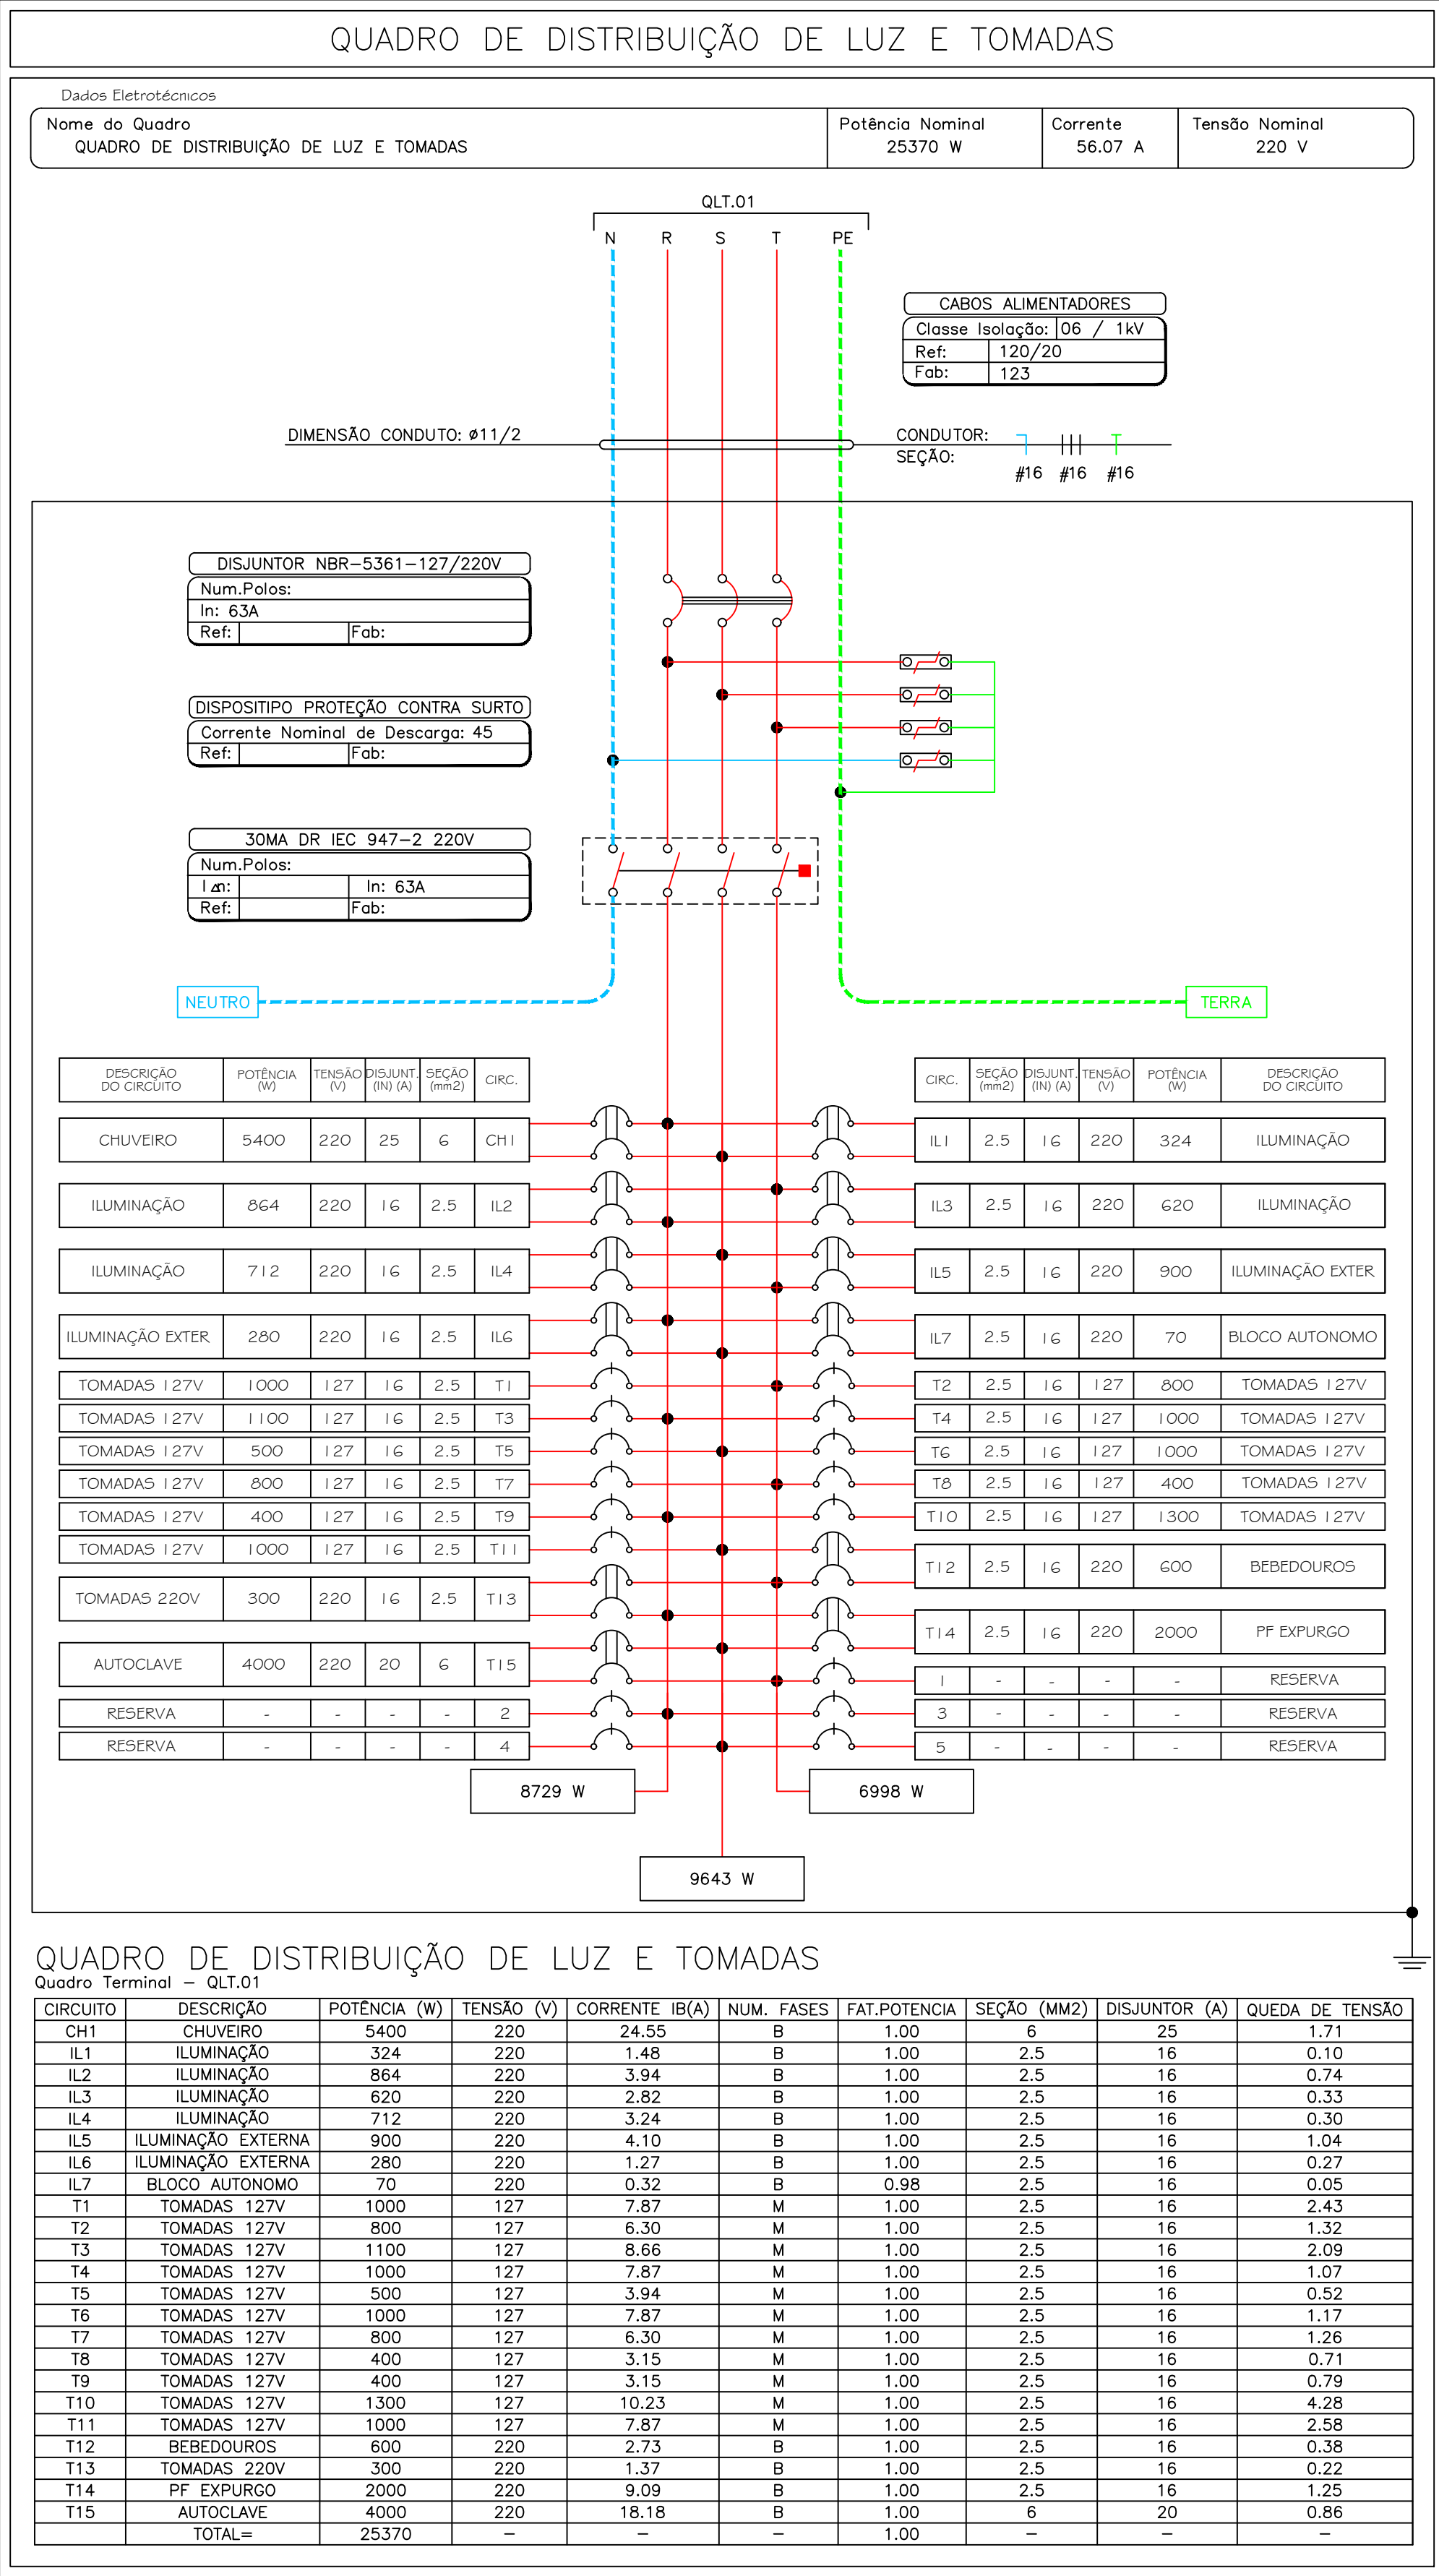 QUADRO DE DISTRIBUIÇÃO DE LUZ E TOMADAS
Dados Eletrotécnicos
Nome do Quadro Potência Nominal Corrente Tensão Nominal
QUADRO DE DISTRIBUIÇÃO DE LUZ E TOMADAS 25370 W 56.07 A 220 V
QLT.01
N R S T PE
CABOS ALIMENTADORES
Classe Isolação: 06 / 1kV
Ref: 120/20
Fab: 123
DIMENSÃO CONDUTO: ø11/2 CONDUTOR:
SEÇÃO:
#16 #16 #16
DISJUNTOR NBR-5361-127/220V
Num.Polos:
In: 63A
Ref: Fab:
DISPOSITIPO PROTEÇÃO CONTRA SURTO
Corrente Nominal de Descarga: 45
Ref: Fab:
30MA DR IEC 947-2 220V
Num.Polos:
I△n: In: 63A
Ref: Fab:
NEUTRO TERRA
DESCRIÇÃO DO CIRCUITO POTÊNCIA (W) TENSÃO (V) DISJUNT. (IN) (A) SEÇÃO (mm2) CIRC. CIRC. SEÇÃO (mm2) DISJUNT. (IN) (A) TENSÃO (V) POTÊNCIA (W) DESCRIÇÃO DO CIRCUITO
CHUVEIRO 5400 220 25 6 CH1 IL1 2.5 16 220 324 ILUMINAÇÃO
ILUMINAÇÃO 864 220 16 2.5 IL2 IL3 2.5 16 220 620 ILUMINAÇÃO
ILUMINAÇÃO 712 220 16 2.5 IL4 IL5 2.5 16 220 900 ILUMINAÇÃO EXTER
ILUMINAÇÃO EXTER 280 220 16 2.5 IL6 IL7 2.5 16 220 70 BLOCO AUTONOMO
TOMADAS 127V 1000 127 16 2.5 T1 T2 2.5 16 127 800 TOMADAS 127V
TOMADAS 127V 1100 127 16 2.5 T3 T4 2.5 16 127 1000 TOMADAS 127V
TOMADAS 127V 500 127 16 2.5 T5 T6 2.5 16 127 1000 TOMADAS 127V
TOMADAS 127V 800 127 16 2.5 T7 T8 2.5 16 127 400 TOMADAS 127V
TOMADAS 127V 400 127 16 2.5 T9 T10 2.5 16 127 1300 TOMADAS 127V
TOMADAS 127V 1000 127 16 2.5 T11
T12 2.5 16 220 600 BEBEDOUROS
TOMADAS 220V 300 220 16 2.5 T13
T14 2.5 16 220 2000 PF EXPURGO
AUTOCLAVE 4000 220 20 6 T15
1 - - - - RESERVA
RESERVA - - - - 2 3 - - - - RESERVA
RESERVA - - - - 4 5 - - - - RESERVA
8729 W 6998 W
9643 W
QUADRO DE DISTRIBUIÇÃO DE LUZ E TOMADAS
Quadro Terminal - QLT.01
CIRCUITO DESCRIÇÃO POTÊNCIA (W) TENSÃO (V) CORRENTE IB(A) NUM. FASES FAT.POTENCIA SEÇÃO (MM2) DISJUNTOR (A) QUEDA DE TENSÃO
CH1 CHUVEIRO 5400 220 24.55 B 1.00 6 25 1.71
IL1 ILUMINAÇÃO 324 220 1.48 B 1.00 2.5 16 0.10
IL2 ILUMINAÇÃO 864 220 3.94 B 1.00 2.5 16 0.74
IL3 ILUMINAÇÃO 620 220 2.82 B 1.00 2.5 16 0.33
IL4 ILUMINAÇÃO 712 220 3.24 B 1.00 2.5 16 0.30
IL5 ILUMINAÇÃO EXTERNA 900 220 4.10 B 1.00 2.5 16 1.04
IL6 ILUMINAÇÃO EXTERNA 280 220 1.27 B 1.00 2.5 16 0.27
IL7 BLOCO AUTONOMO 70 220 0.32 B 0.98 2.5 16 0.05
T1 TOMADAS 127V 1000 127 7.87 M 1.00 2.5 16 2.43
T2 TOMADAS 127V 800 127 6.30 M 1.00 2.5 16 1.32
T3 TOMADAS 127V 1100 127 8.66 M 1.00 2.5 16 2.09
T4 TOMADAS 127V 1000 127 7.87 M 1.00 2.5 16 1.07
T5 TOMADAS 127V 500 127 3.94 M 1.00 2.5 16 0.52
T6 TOMADAS 127V 1000 127 7.87 M 1.00 2.5 16 1.17
T7 TOMADAS 127V 800 127 6.30 M 1.00 2.5 16 1.26
T8 TOMADAS 127V 400 127 3.15 M 1.00 2.5 16 0.71
T9 TOMADAS 127V 400 127 3.15 M 1.00 2.5 16 0.79
T10 TOMADAS 127V 1300 127 10.23 M 1.00 2.5 16 4.28
T11 TOMADAS 127V 1000 127 7.87 M 1.00 2.5 16 2.58
T12 BEBEDOUROS 600 220 2.73 B 1.00 2.5 16 0.38
T13 TOMADAS 220V 300 220 1.37 B 1.00 2.5 16 0.22
T14 PF EXPURGO 2000 220 9.09 B 1.00 2.5 16 1.25
T15 AUTOCLAVE 4000 220 18.18 B 1.00 6 20 0.86
TOTAL= 25370 - - - 1.00 - - -